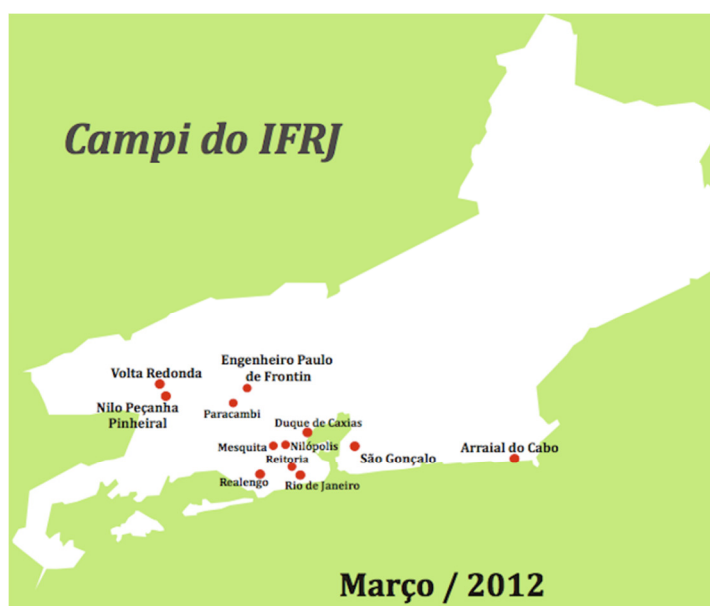 Campi do IFRJ
Engenheiro Paulo
de Frontin
Volta Redonda
Nilo Peçanha
Pinheiral
Paracambi
Duque de Caxias
Mesquita
Nilópolis
São Gonçalo
Arraial do Cabo
Reitoria
Realengo
Rio de Janeiro
Março / 2012